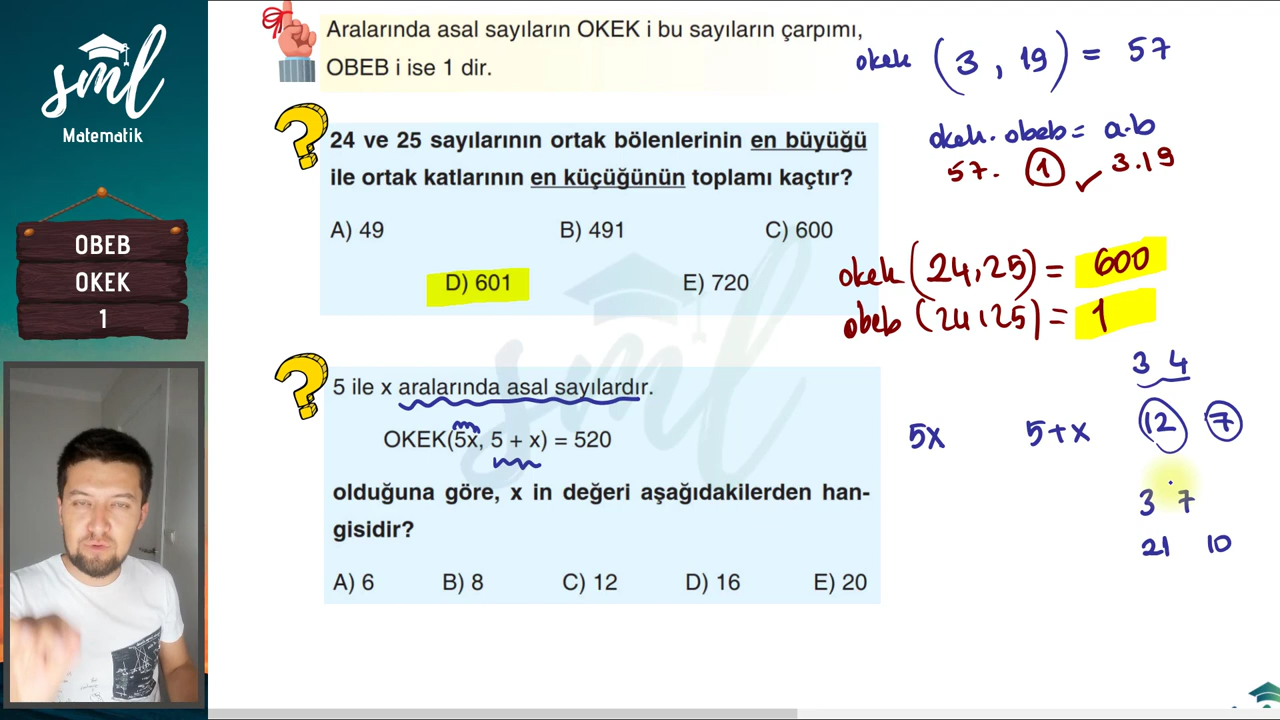 sml
Matematik
OBEB
OKEK
1
Aralarında asal sayıların OKEK i bu sayıların çarpımı,
OBEB i ise 1 dir.
okek (3, 19) = 57
okek. obeb = a.b
57. 1 3.19
24 ve 25 sayılarının ortak bölenlerinin en büyüğü
ile ortak katlarının en küçüğünün toplamı kaçtır?
A) 49 B) 491 C) 600
D) 601 E) 720
okek (24,25) = 600
obeb (24,25) = 1
5 ile x aralarında asal sayılardır.
OKEK(5x, 5 + x) = 520
olduğuna göre, x in değeri aşağıdakilerden han-
gisidir?
A) 6 B) 8 C) 12 D) 16 E) 20
3 4
5x 5+x 12 7
3 7
21 10
sml